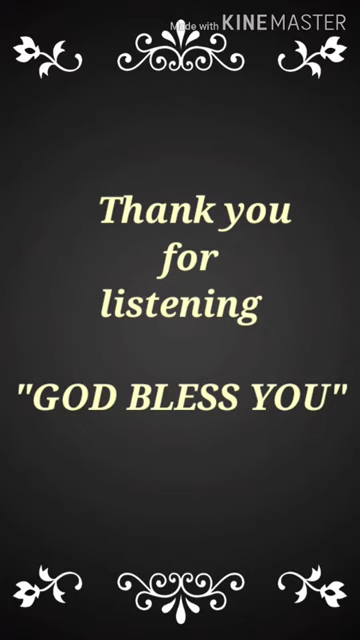 Made with KINEMASTER
Thank you
for
listening
"GOD BLESS YOU"